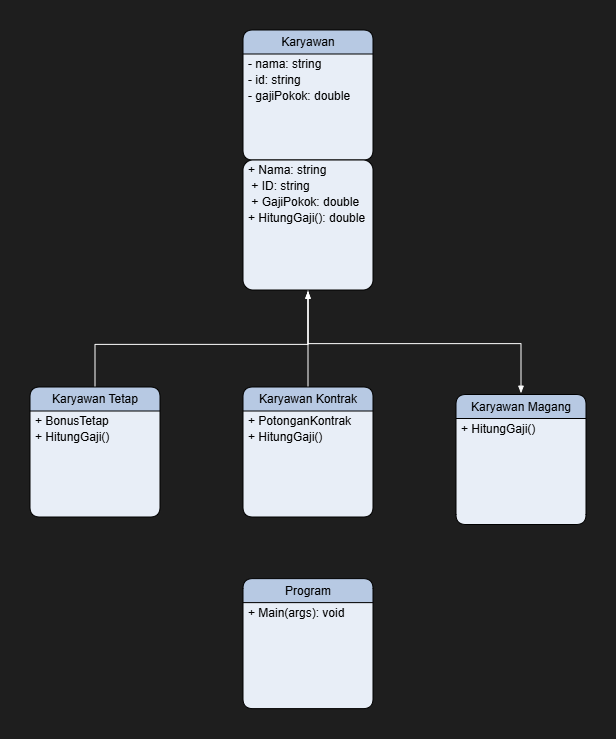 Karyawan
- nama: string
- id: string
- gajiPokok: double
+ Nama: string
+ ID: string
+ GajiPokok: double
+ HitungGaji(): double
Karyawan Tetap
+ BonusTetap
+ HitungGaji()
Karyawan Kontrak
+ PotonganKontrak
+ HitungGaji()
Karyawan Magang
+ HitungGaji()
Program
+ Main(args): void